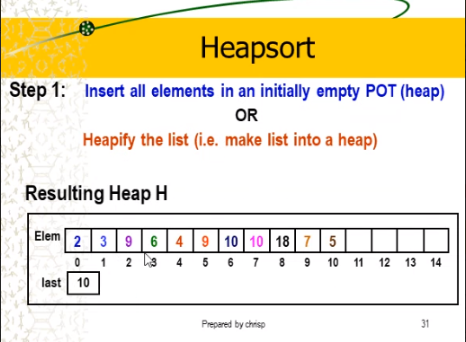 Heapsort
Step 1: Insert all elements in an initially empty POT (heap)
OR
Heapify the list (i.e. make list into a heap)
Resulting Heap H
Elem 2 3 9 6 4 9 10 10 18 7 5
0 1 2 3 4 5 6 7 8 9 10 11 12 13 14
last 10
Prepared by chrisp 31